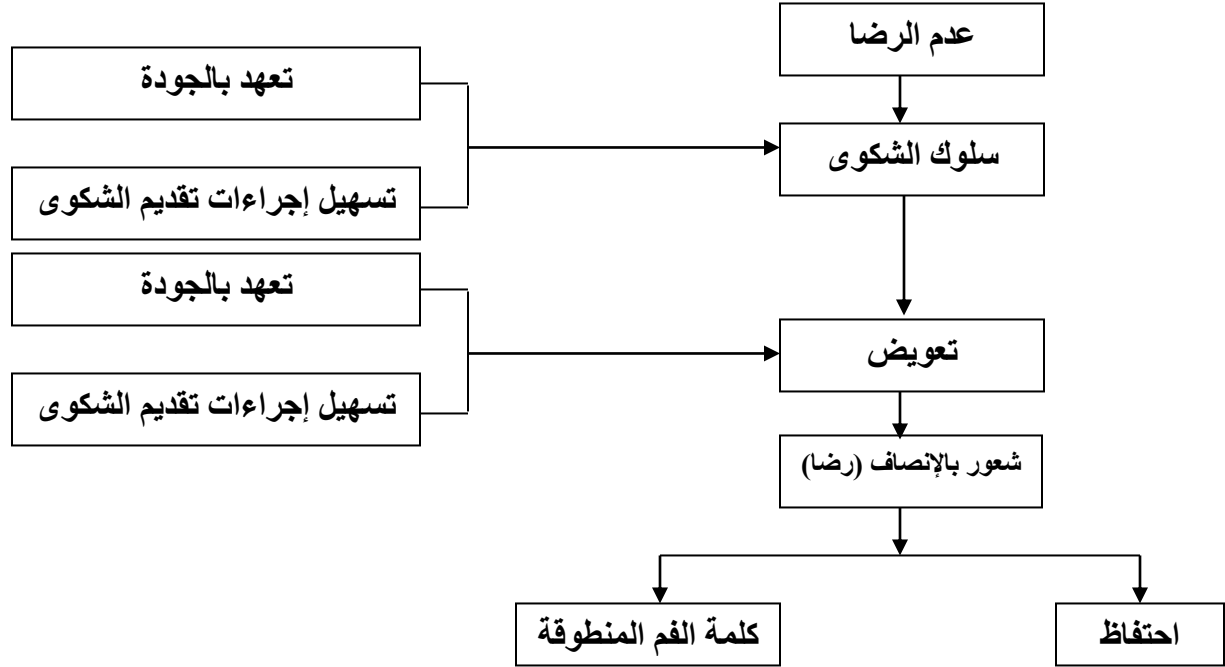 عدم الرضا
تعهد بالجودة
سلوك الشكوى
تسهيل إجراءات تقديم الشكوى
تعهد بالجودة
تعويض
تسهيل إجراءات تقديم الشكوى
شعور بالإنصاف (رضا)
احتفاظ
كلمة الفم المنطوقة